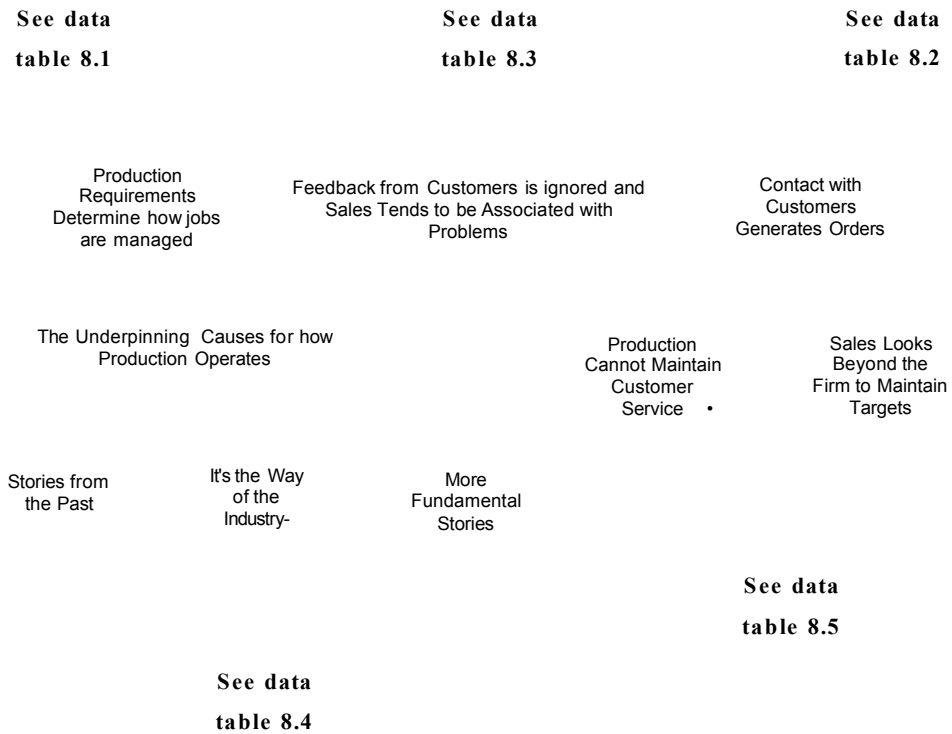 See data
table 8.1
See data
table 8.3
See data
table 8.2
Production
Requirements
Determine how jobs
are managed
Feedback from Customers is ignored and
Sales Tends to be Associated with
Problems
Contact with
Customers
Generates Orders
The Underpinning Causes for how
Production Operates
Production
Cannot Maintain
Customer
Service •
Sales Looks
Beyond the
Firm to Maintain
Targets
Stories from
the Past
It's the Way
of the
Industry-
More
Fundamental
Stories
See data
table 8.5
See data
table 8.4